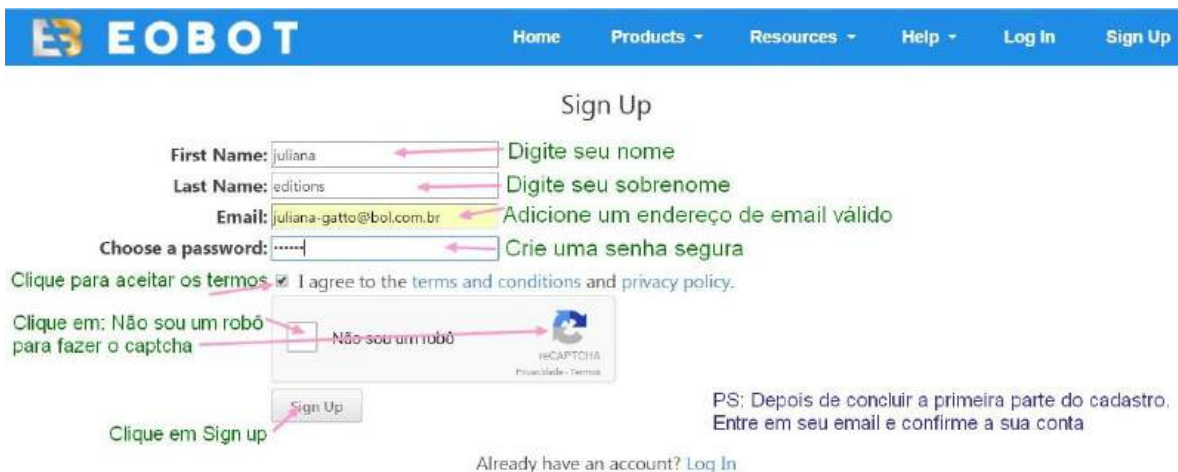 EOBOT Home Products Resources Help Log In Sign Up
Sign Up
First Name: juliana Digite seu nome
Last Name: editions Digite seu sobrenome
Email: juliana-gatto@bol.com.br Adicione um endereço de email válido
Choose a password: ······ Crie uma senha segura
Clique para aceitar os termos I agree to the terms and conditions and privacy policy.
Clique em: Não sou um robô
para fazer o captcha
Não sou um robô
reCAPTCHA
Privacidade - Termos
Sign Up
Clique em Sign up
PS: Depois de concluir a primeira parte do cadastro.
Entre em seu email e confirme a sua conta
Already have an account? Log In